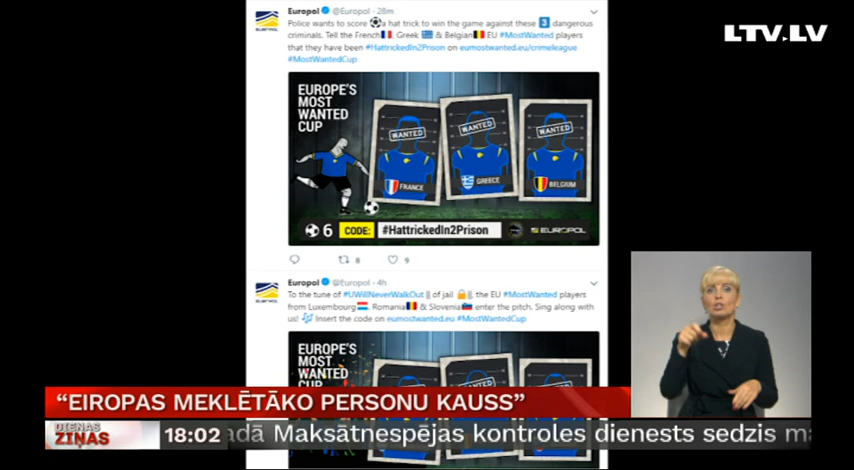 LTV.LV
Europol @Europol · 28m
Police wants to score ⚽a hat trick to win the game against these 3️⃣ dangerous
criminals. Tell the French🇫🇷, Greek 🇬🇷 & Belgian🇧🇪 EU #MostWanted players
that they have been #HattrickedIn2Prison on eumostwanted.eu/crimeleague
#MostWantedCup
EUROPE'S
MOST
WANTED
CUP
WANTED
WANTED
WANTED
FRANCE
GREECE
BELGIUM
6 CODE: #HattrickedIn2Prison EUROPOL
8 9
Europol @Europol · 4h
To the tune of #UWillNeverWalkOut || of jail 🔒||, the EU #MostWanted players
from Luxembourg🇱🇺, Romania🇷🇴 & Slovenia🇸🇮 enter the pitch. Sing along with
us! 🎶 Insert the code on eumostwanted.eu #MostWantedCup
EUROPE'S
MOST
WANTED
CUP
“EIROPAS MEKLĒTĀKO PERSONU KAUSS”
DIENAS
ZIŅAS
18:02 adā Maksātnespējas kontroles dienests sedzis ma